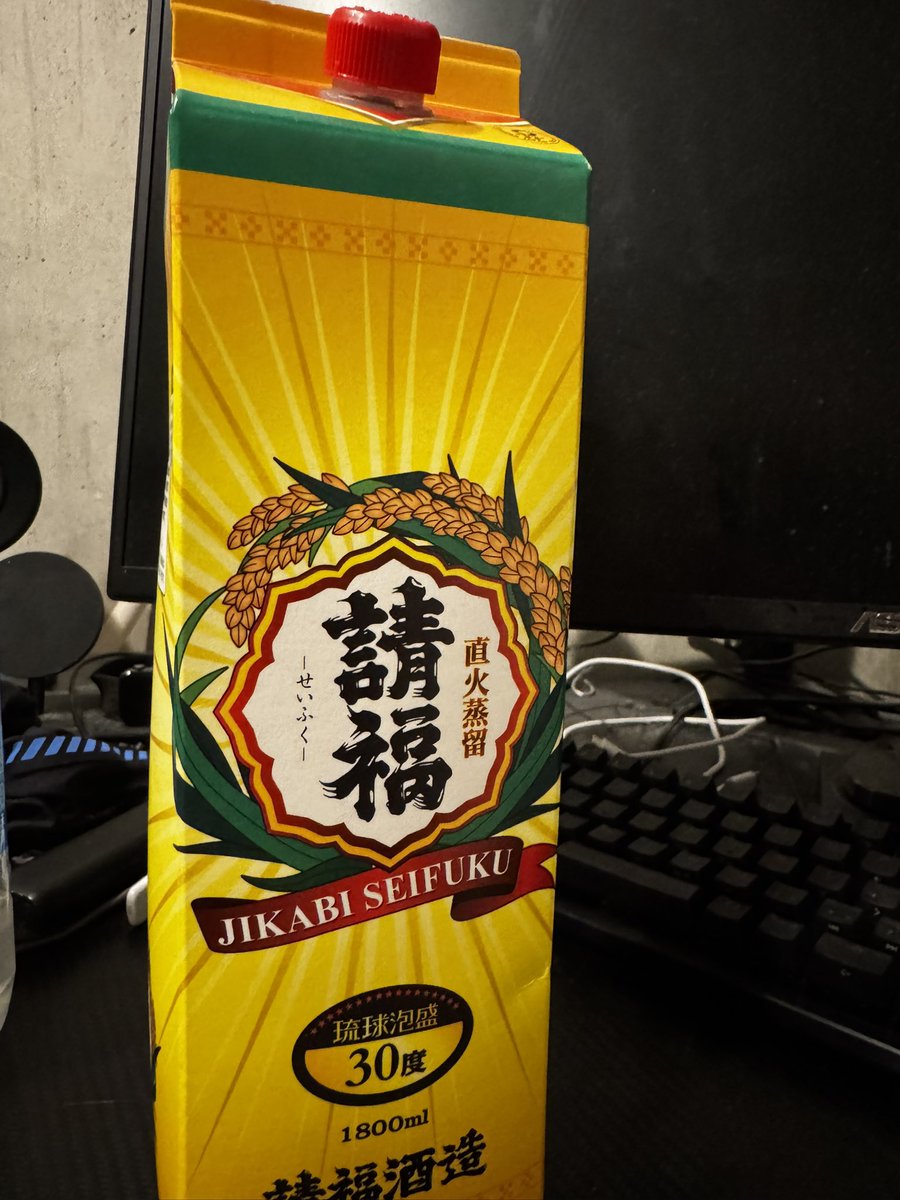 請福
—せいふく—
直火蒸留
JIKABI SEIFUKU
琉球泡盛
30度
1800ml
請福酒造